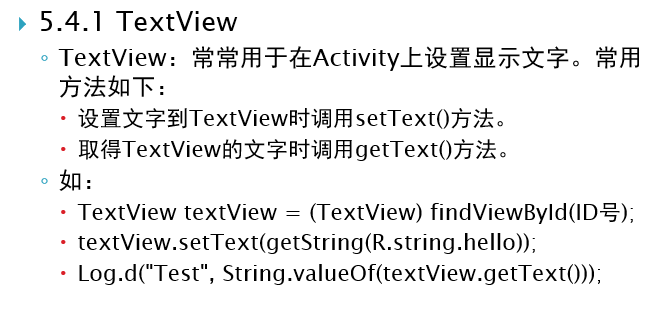 5.4.1 TextView
TextView：常常用于在Activity上设置显示文字。常用
方法如下：
设置文字到TextView时调用setText()方法。
取得TextView的文字时调用getText()方法。
如：
TextView textView = (TextView) findViewById(ID号);
textView.setText(getString(R.string.hello));
Log.d("Test", String.valueOf(textView.getText()));